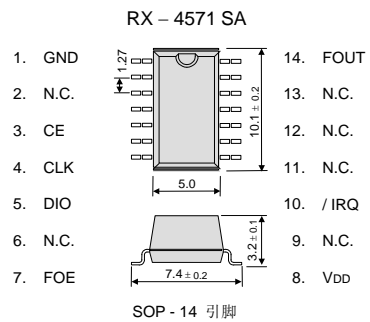 RX – 4571 SA
1. GND
2. N.C.
3. CE
4. CLK
5. DIO
6. N.C.
7. FOE
1.27
10.1 ± 0.2
5.0
3.2 ± 0.1
7.4 ± 0.2
14. FOUT
13. N.C.
12. N.C.
11. N.C.
10. / IRQ
9. N.C.
8. VDD
SOP - 14 引脚